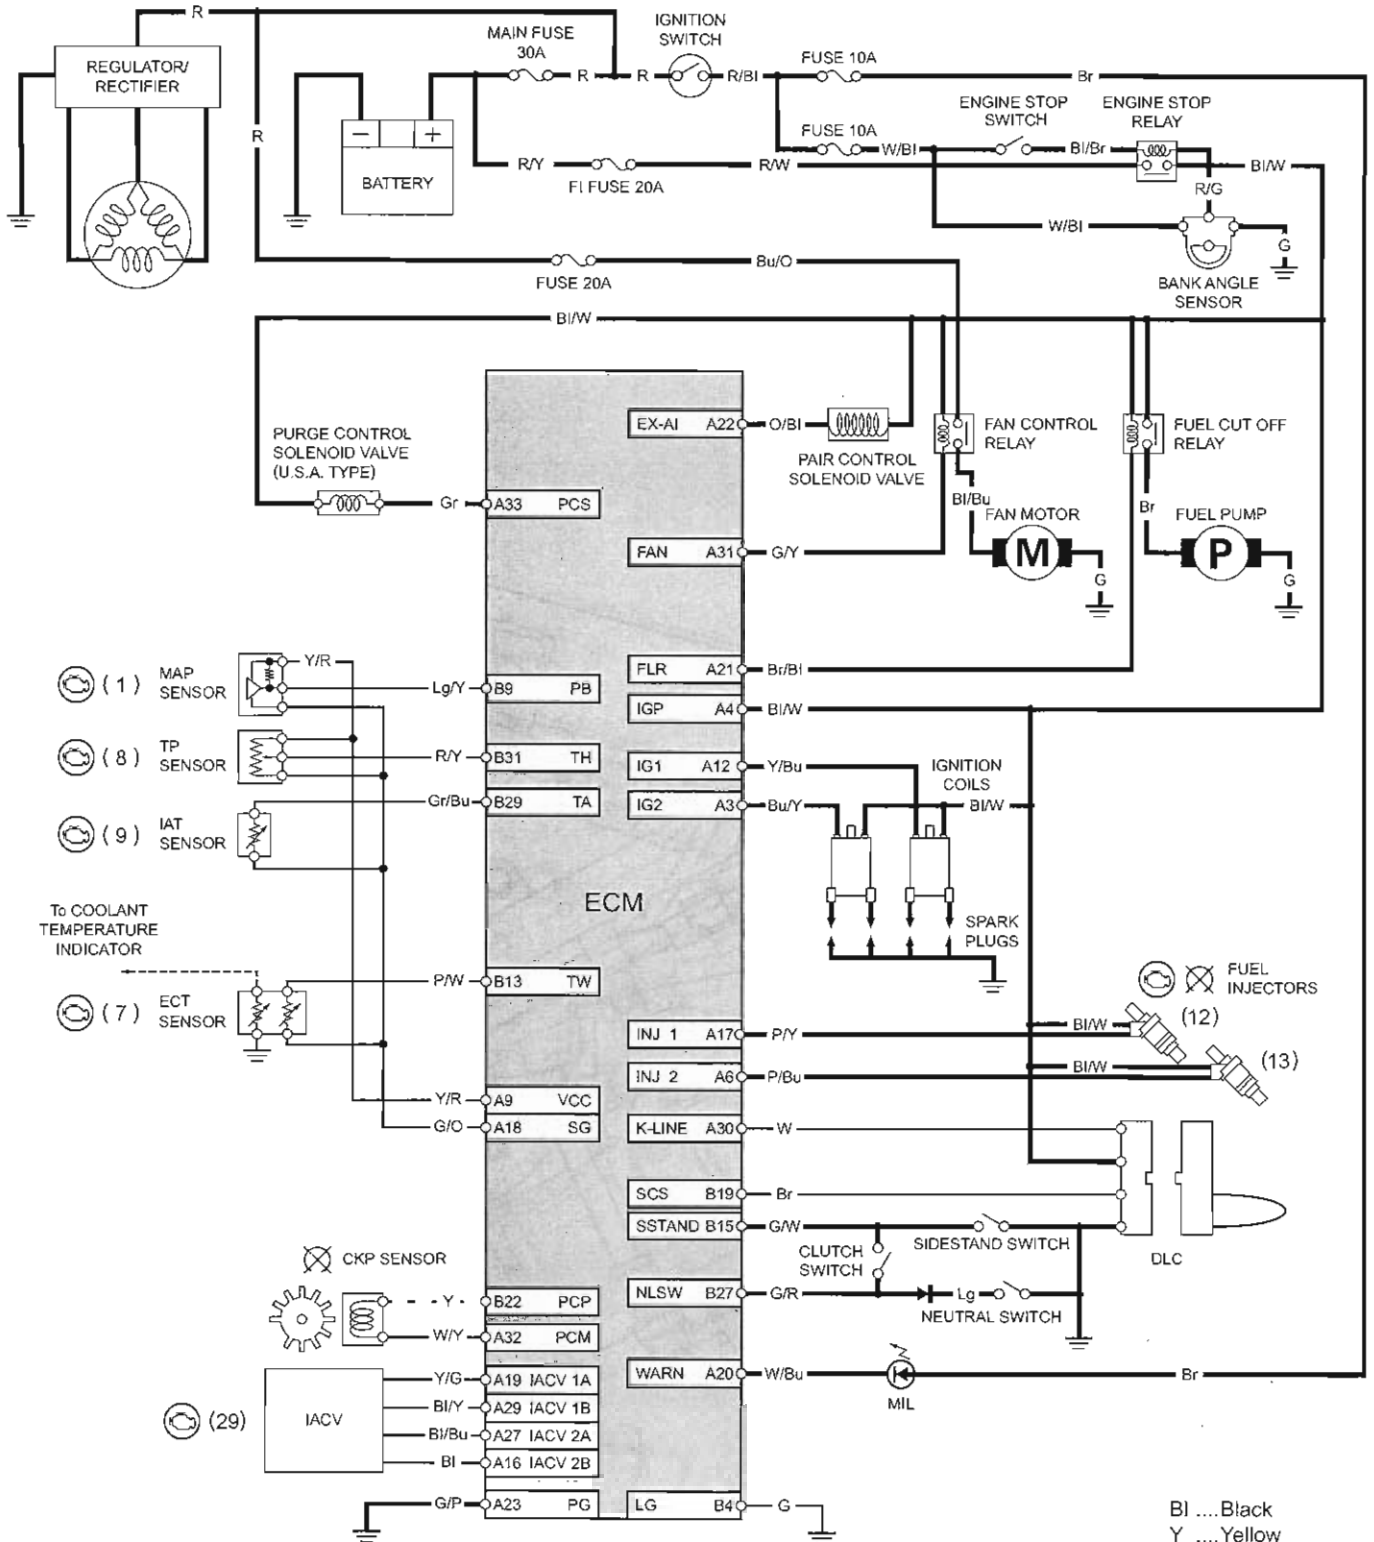 R
IGNITION
SWITCH
MAIN FUSE
30A
FUSE 10A
REGULATOR/
RECTIFIER
R
R
R/Bl
Br
ENGINE STOP
SWITCH
ENGINE STOP
RELAY
R
−
+
BATTERY
FUSE 10A
W/Bl
Bl/Br
R/Y
FI FUSE 20A
R/W
Bl/W
R/G
W/Bl
G
BANK ANGLE
SENSOR
Bu/O
FUSE 20A
Bl/W
EX-AI A22
O/Bl
PAIR CONTROL
SOLENOID VALVE
FAN CONTROL
RELAY
FUEL CUT OFF
RELAY
PURGE CONTROL
SOLENOID VALVE
(U.S.A. TYPE)
Gr
A33 PCS
Bl/Bu
Br
FAN MOTOR
FUEL PUMP
M
P
FAN A31
G/Y
G
G
(1)
MAP
SENSOR
Y/R
Lg/Y
B9 PB
FLR A21
Br/Bl
IGP A4
Bl/W
(8)
TP
SENSOR
R/Y
B31 TH
IG1 A12
Y/Bu
IGNITION
COILS
(9)
IAT
SENSOR
Gr/Bu
B29 TA
IG2 A3
Bu/Y
Bl/W
ECM
To COOLANT
TEMPERATURE
INDICATOR
SPARK
PLUGS
(7)
ECT
SENSOR
P/W
B13 TW
FUEL
INJECTORS
(12)
INJ 1 A17
P/Y
Bl/W
INJ 2 A6
P/Bu
Bl/W
(13)
Y/R
A9 VCC
G/O
A18 SG
K-LINE A30
W
SCS B19
Br
SSTAND B15
G/W
CLUTCH
SWITCH
SIDESTAND SWITCH
DLC
CKP SENSOR
Y
B22 PCP
NLSW B27
G/R
Lg
NEUTRAL SWITCH
W/Y
A32 PCM
(29)
IACV
Y/G
A19 IACV 1A
Bl/Y
A29 IACV 1B
Bl/Bu
A27 IACV 2A
Bl
A16 IACV 2B
WARN A20
W/Bu
MIL
Br
G/P
A23 PG
LG B4
G
Bl ....Black
Y ....Yellow